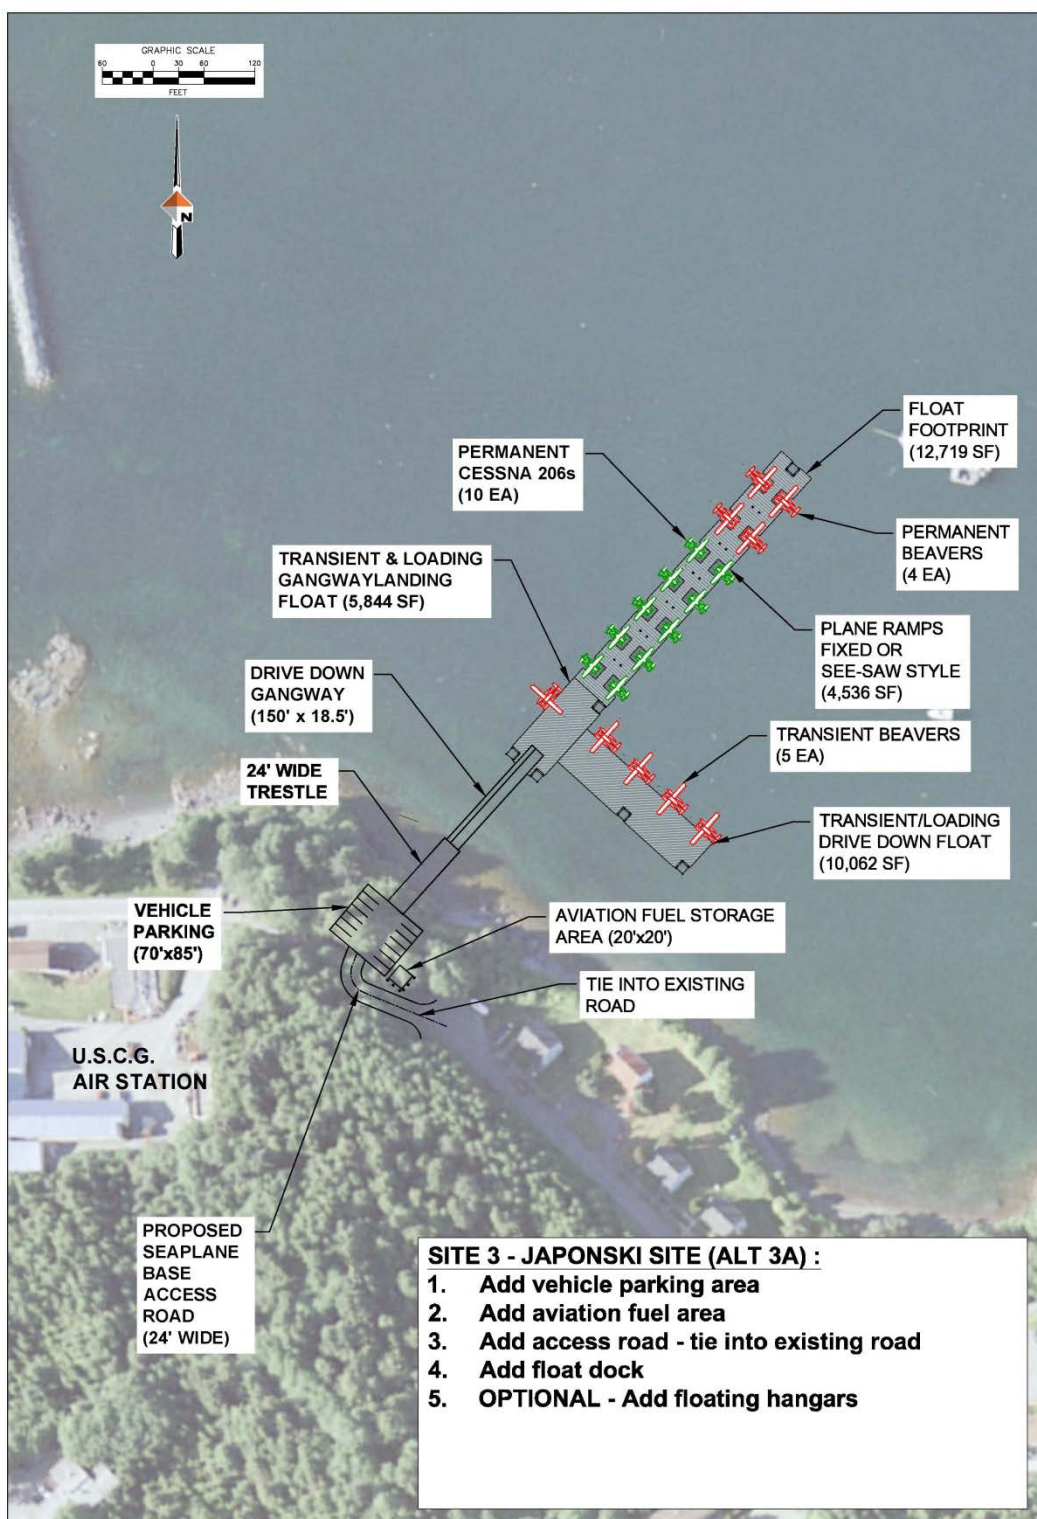 GRAPHIC SCALE
60 0 30 60 120
FEET
N
FLOAT
FOOTPRINT
(12,719 SF)
PERMANENT
CESSNA 206s
(10 EA)
PERMANENT
BEAVERS
(4 EA)
TRANSIENT & LOADING
GANGWAYLANDING
FLOAT (5,844 SF)
PLANE RAMPS
FIXED OR
SEE-SAW STYLE
(4,536 SF)
DRIVE DOWN
GANGWAY
(150' x 18.5')
TRANSIENT BEAVERS
(5 EA)
24' WIDE
TRESTLE
TRANSIENT/LOADING
DRIVE DOWN FLOAT
(10,062 SF)
VEHICLE
PARKING
(70'x85')
AVIATION FUEL STORAGE
AREA (20'x20')
TIE INTO EXISTING
ROAD
U.S.C.G.
AIR STATION
PROPOSED
SEAPLANE
BASE
ACCESS
ROAD
(24' WIDE)
SITE 3 - JAPONSKI SITE (ALT 3A) :
1. Add vehicle parking area
2. Add aviation fuel area
3. Add access road - tie into existing road
4. Add float dock
5. OPTIONAL - Add floating hangars